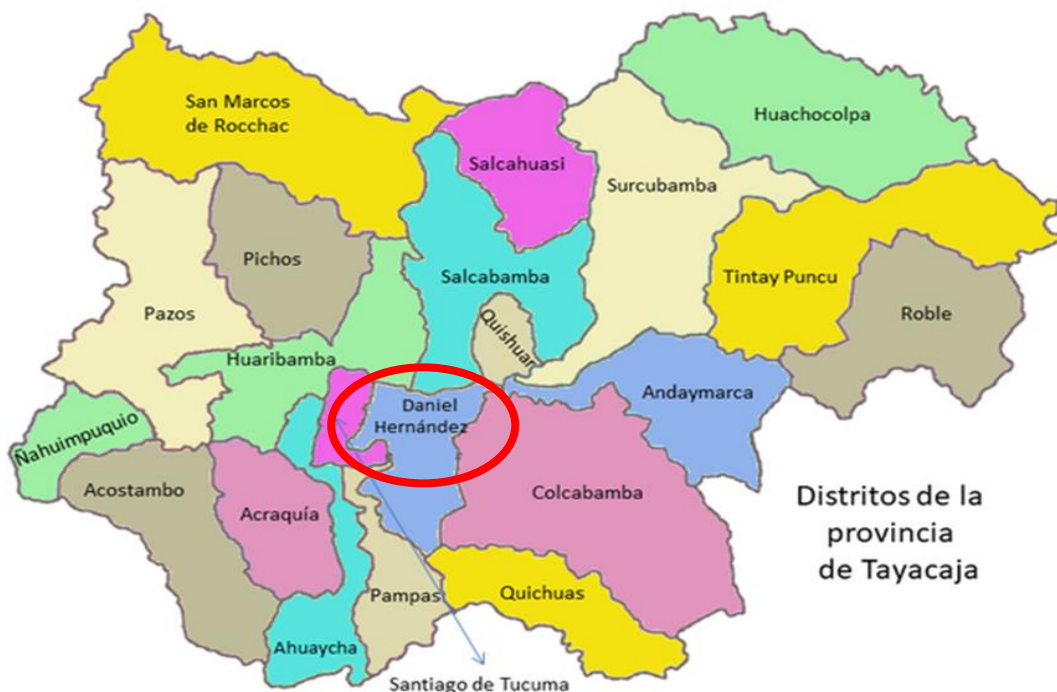 San Marcos
de Rocchac
Huachocolpa
Salcahuasi
Surcubamba
Pichos
Salcabamba
Tintay Puncu
Pazos
Roble
Quishuar
Huaribamba
Andaymarca
Daniel
Hernández
Ñahuimpuquio
Acostambo
Acraquía
Colcabamba
Distritos de la
provincia
de Tayacaja
Pampas
Quichuas
Ahuaycha
Santiago de Tucuma